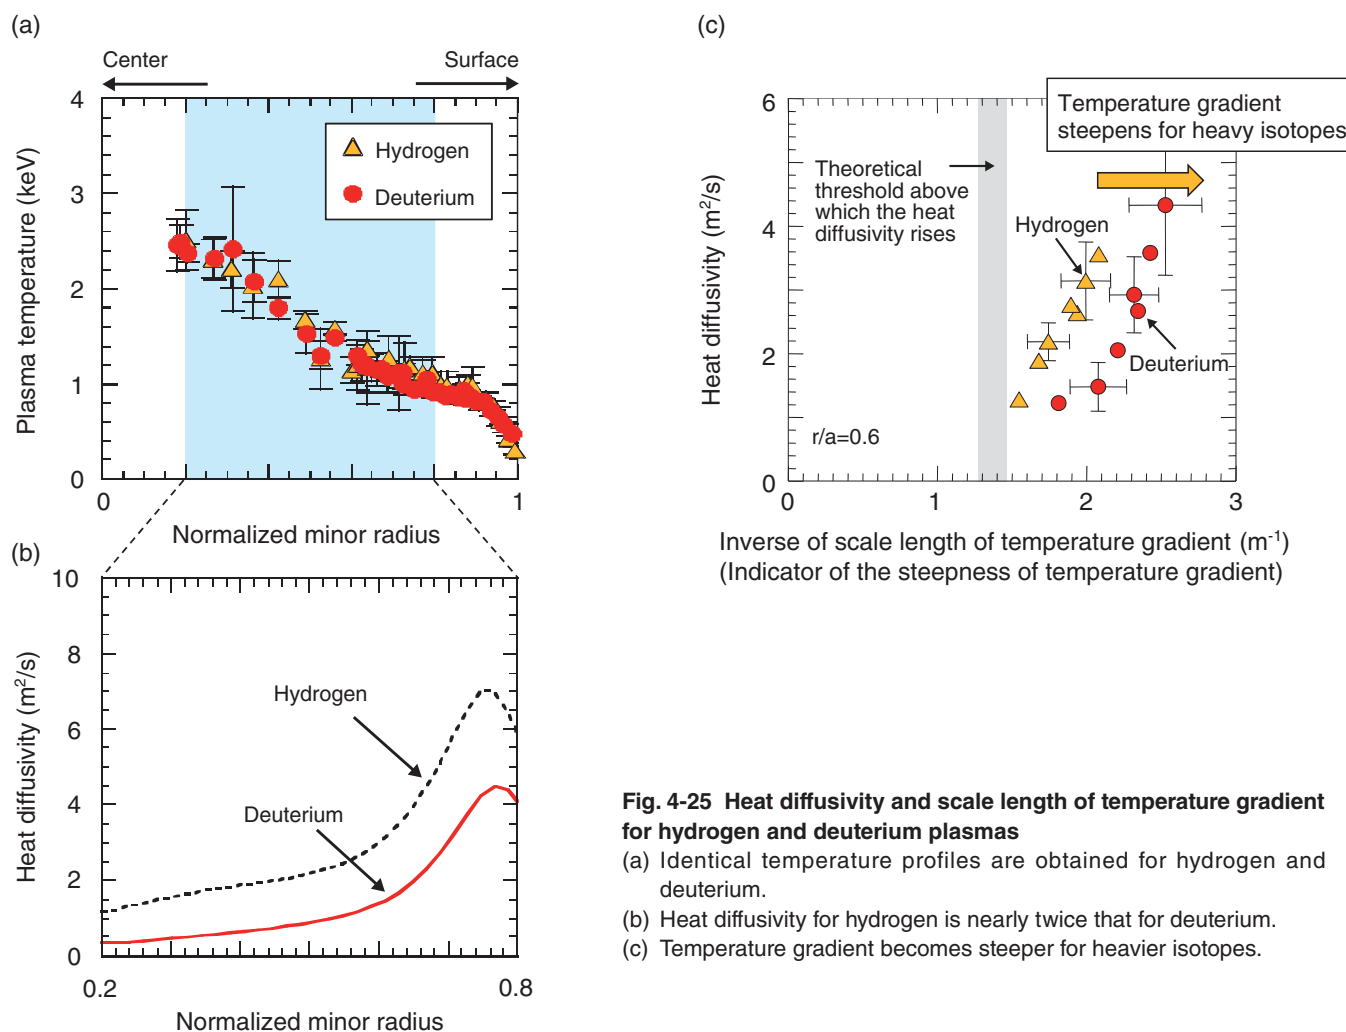 (a)
Center
Surface
4
3
2
1
0
Plasma temperature (keV)
Hydrogen
Deuterium
0
1
Normalized minor radius
(b)
10
8
6
4
2
0
Heat diffusivity (m²/s)
Hydrogen
Deuterium
0.2
0.8
Normalized minor radius
(c)
Temperature gradient
steepens for heavy isotopes
6
4
2
0
Heat diffusivity (m²/s)
Theoretical
threshold above
which the heat
diffusivity rises
Hydrogen
Deuterium
r/a=0.6
0
1
2
3
Inverse of scale length of temperature gradient (m⁻¹)
(Indicator of the steepness of temperature gradient)
Fig. 4-25 Heat diffusivity and scale length of temperature gradient
for hydrogen and deuterium plasmas
(a) Identical temperature profiles are obtained for hydrogen and
deuterium.
(b) Heat diffusivity for hydrogen is nearly twice that for deuterium.
(c) Temperature gradient becomes steeper for heavier isotopes.